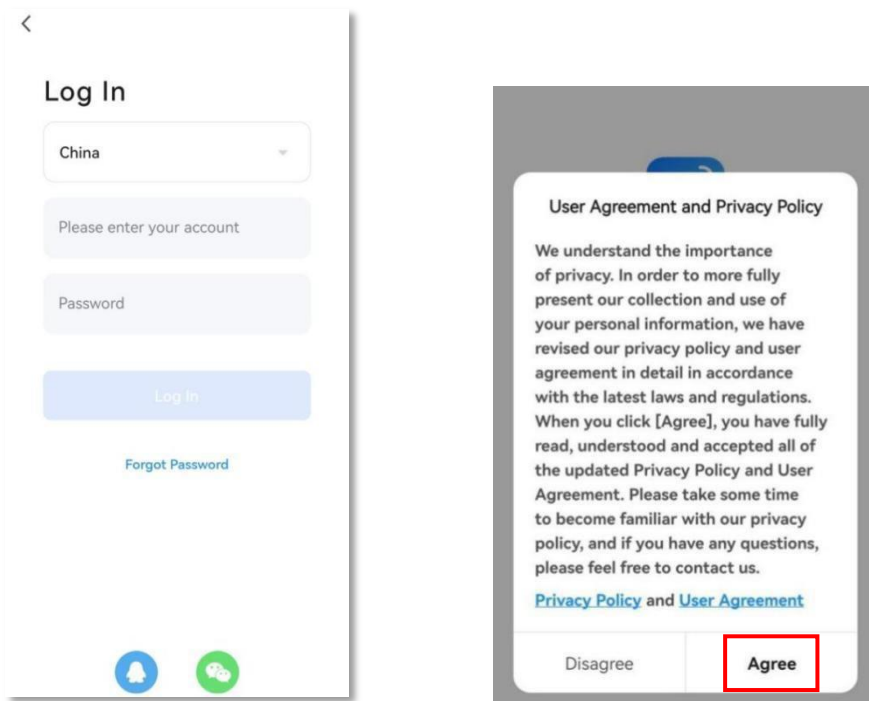 Log In
China
Please enter your account
Password
Log In
Forgot Password
User Agreement and Privacy Policy
We understand the importance
of privacy. In order to more fully
present our collection and use of
your personal information, we have
revised our privacy policy and user
agreement in detail in accordance
with the latest laws and regulations.
When you click [Agree], you have fully
read, understood and accepted all of
the updated Privacy Policy and User
Agreement. Please take some time
to become familiar with our privacy
policy, and if you have any questions,
please feel free to contact us.
Privacy Policy and User Agreement
Disagree
Agree